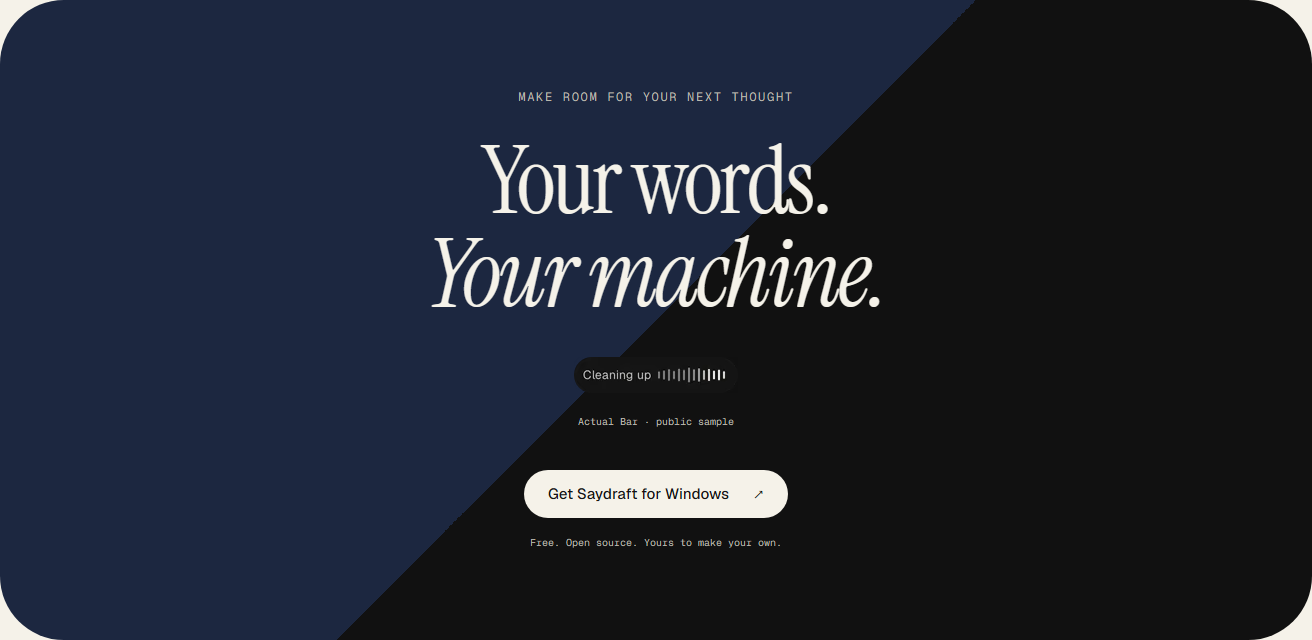 MAKE ROOM FOR YOUR NEXT THOUGHT
Your words.
Your machine.
Cleaning up
Actual Bar · public sample
Get Saydraft for Windows ↗
Free. Open source. Yours to make your own.